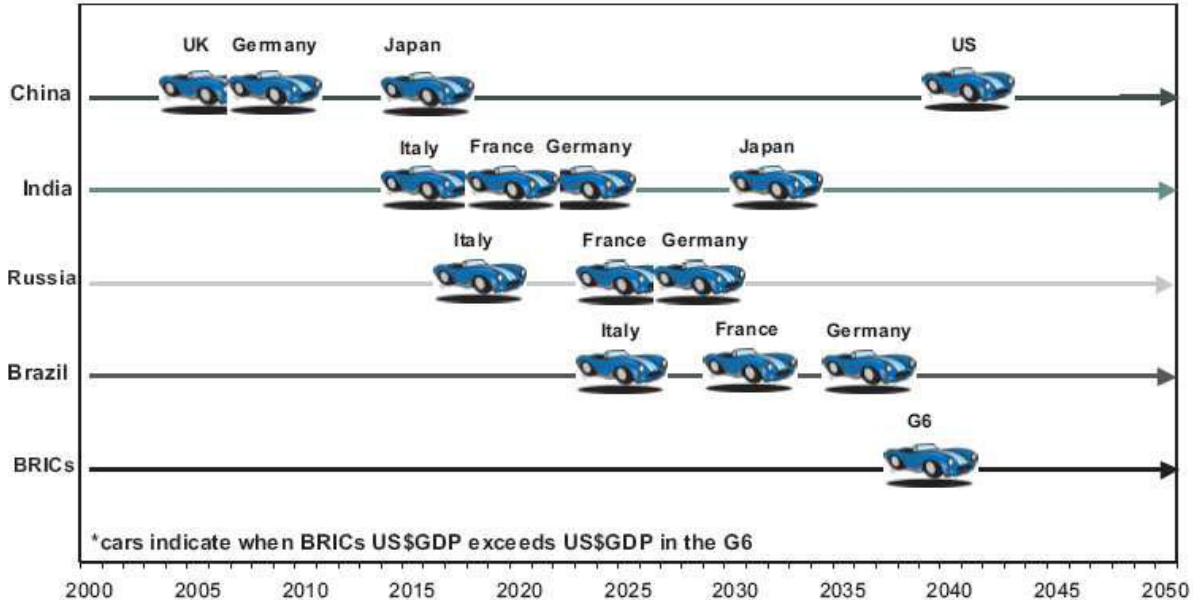 UK Germany Japan US
China
Italy France Germany Japan
India
Italy France Germany
Russia
Italy France Germany
Brazil
G6
BRICs
*cars indicate when BRICs US$GDP exceeds US$GDP in the G6
2000 2005 2010 2015 2020 2025 2030 2035 2040 2045 2050